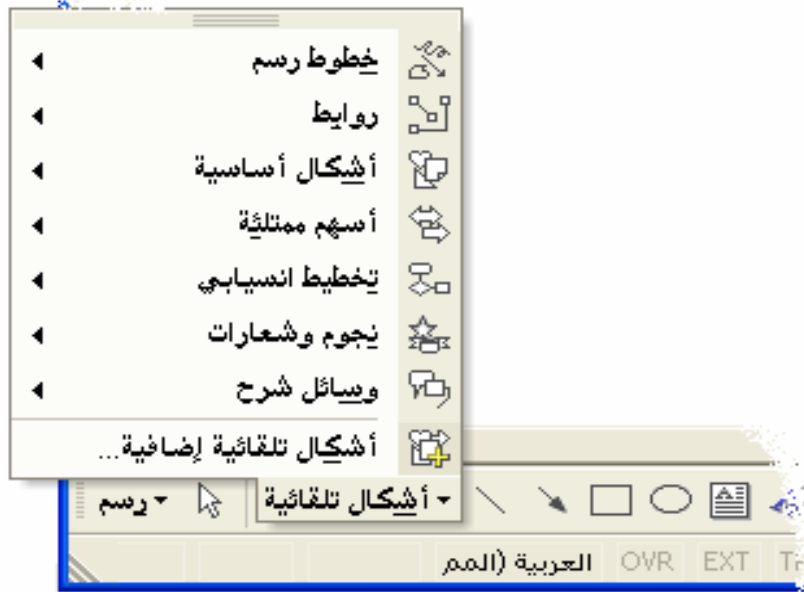 خطوط رسم
روابط
أشكال أساسية
أسهم ممتلئة
تخطيط انسيابي
نجوم وشعارات
وسائل شرح
أشكال تلقائية إضافية...
رسم أشكال تلقائية
العربية (المم OVR EXT